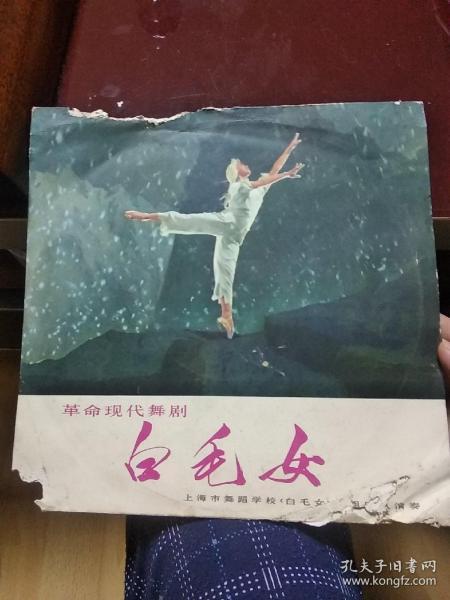 革命现代舞剧
白毛女
上海市舞蹈学校《白毛女》 演奏
孔夫子旧书网
www.kongfz.com